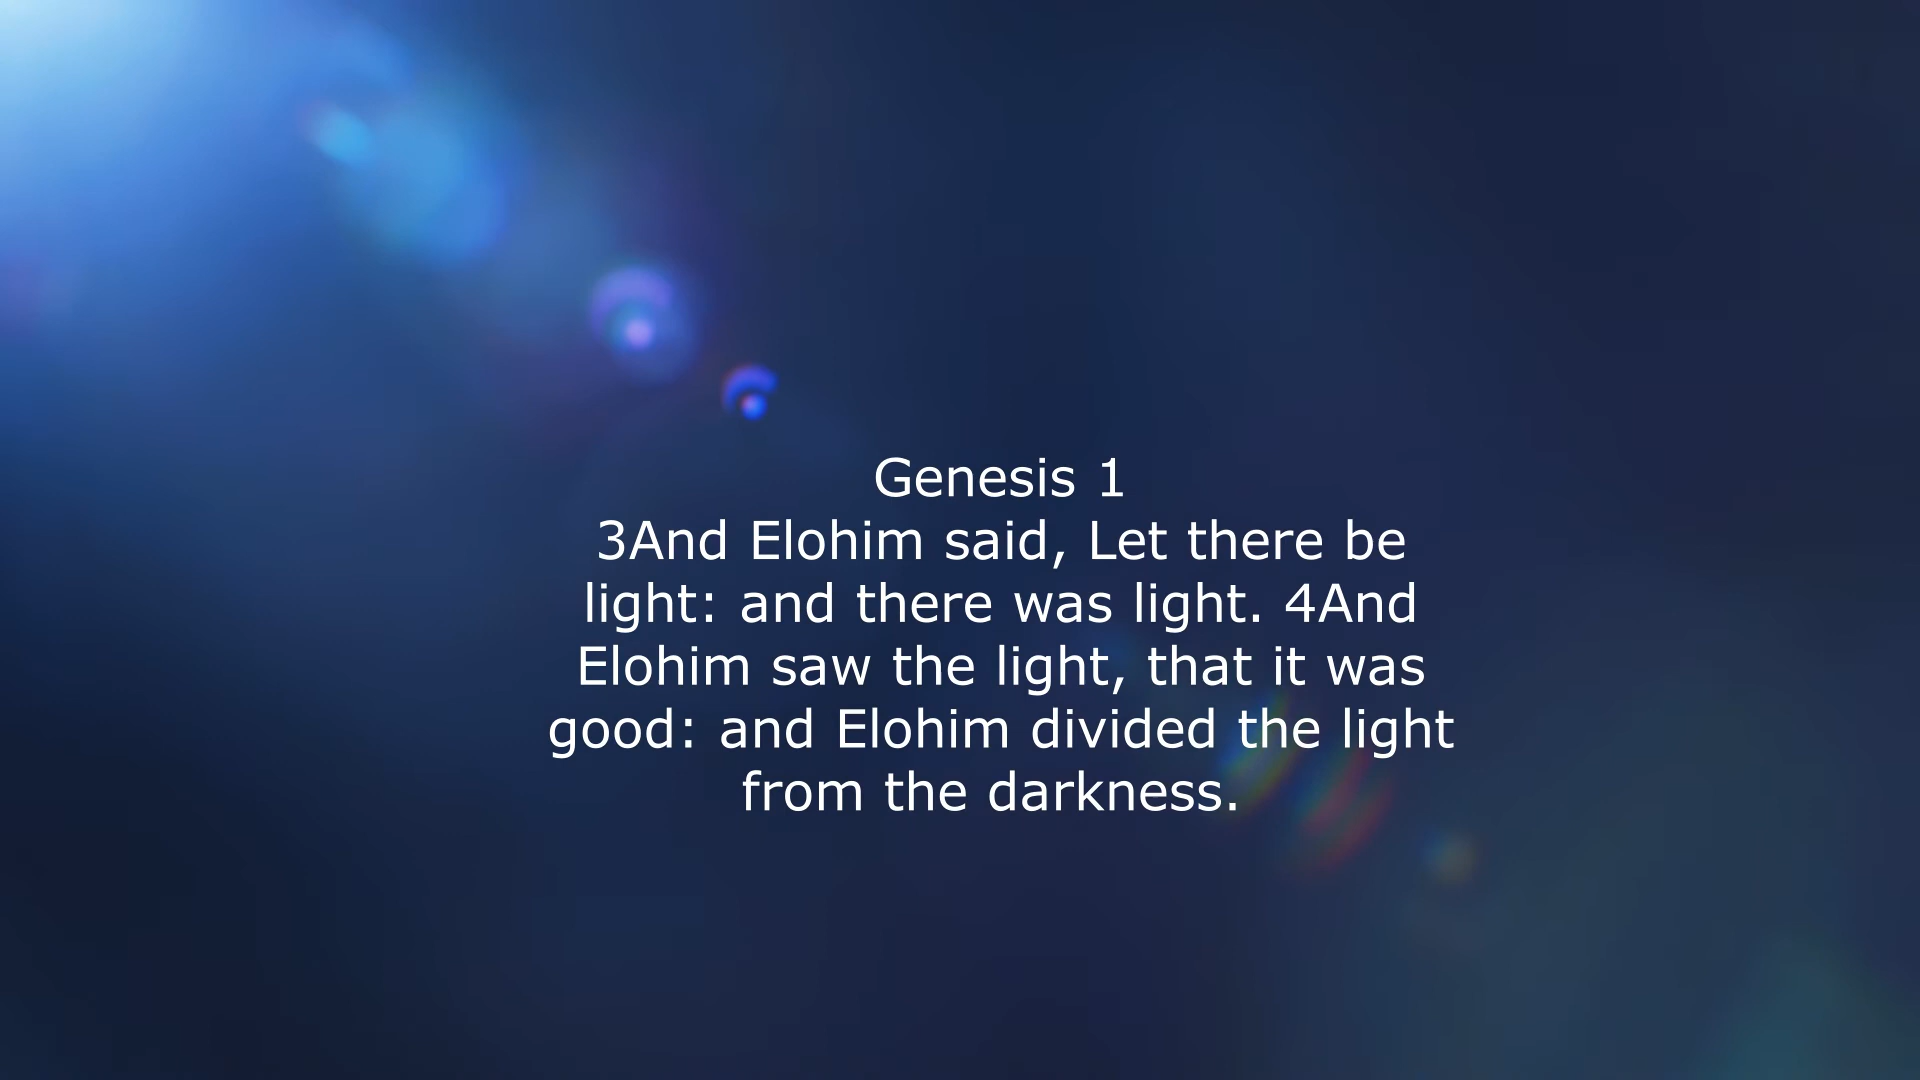 Genesis 1
3And Elohim said, Let there be
light: and there was light. 4And
Elohim saw the light, that it was
good: and Elohim divided the light
from the darkness.